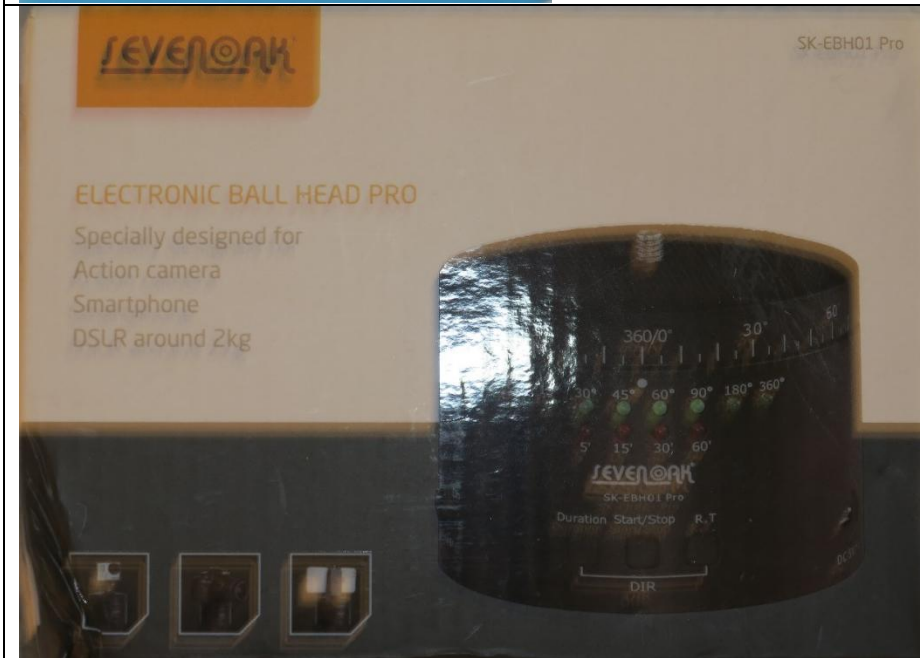 SEVENOAK
SK-EBH01 Pro
ELECTRONIC BALL HEAD PRO
Specially designed for
Action camera
Smartphone
DSLR around 2kg
360/0° 30° 60
30° 45° 60° 90° 180° 360°
5' 15' 30' 60'
SEVENOAK
SK-EBH01 Pro
Duration Start/Stop R.T
DIR